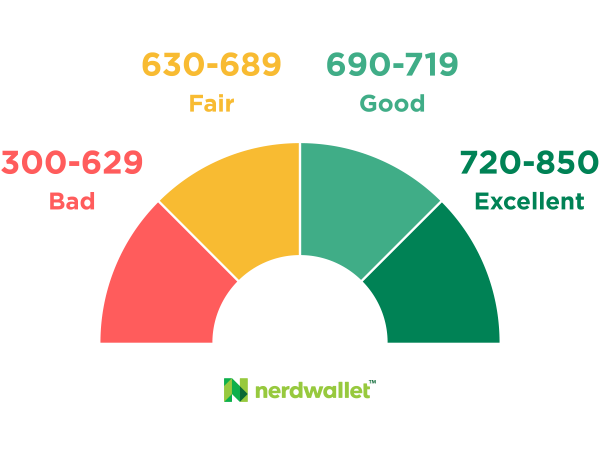 630-689
Fair
690-719
Good
300-629
Bad
720-850
Excellent
nerdwallet™